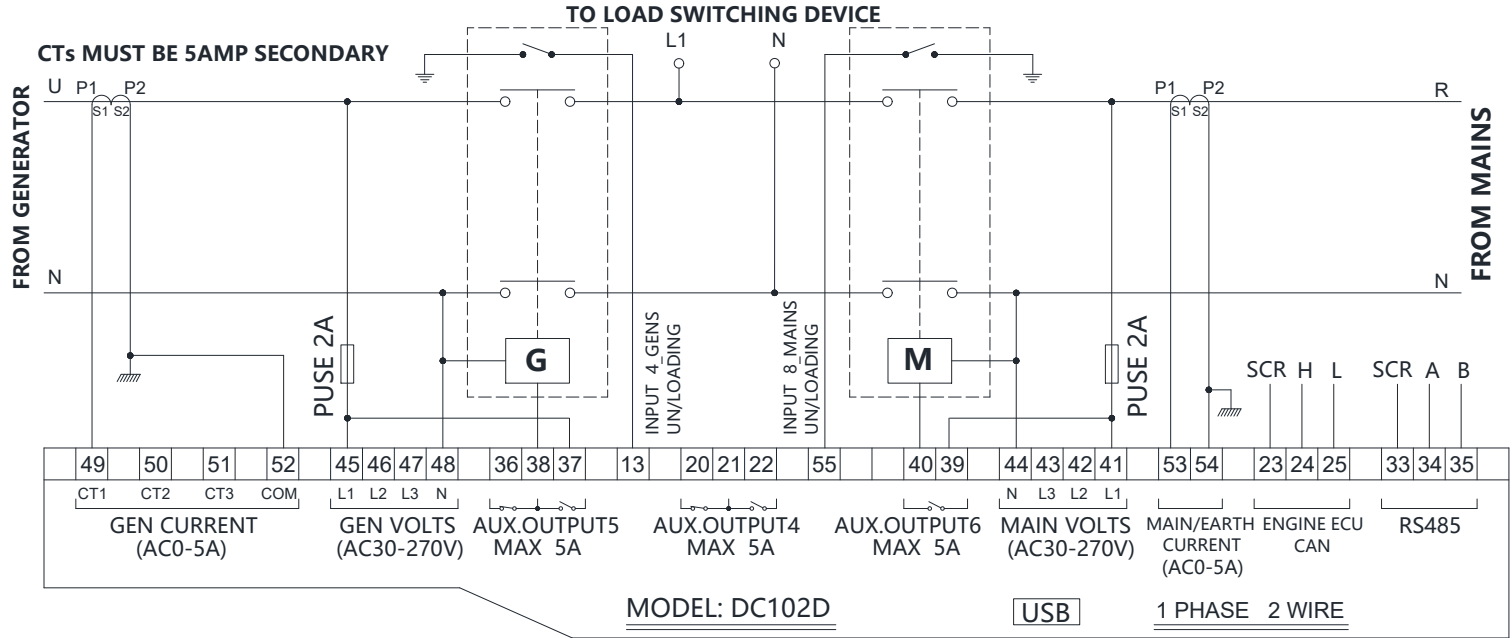 TO LOAD SWITCHING DEVICE
CTs MUST BE 5AMP SECONDARY
L1 N
U P1 P2
S1 S2
P1 P2 R
S1 S2
FROM GENERATOR
FROM MAINS
N
N
PUSE 2A
G
INPUT 4_GENS
UN/LOADING
INPUT 8_MAINS
UN/LOADING
M
PUSE 2A
SCR H L
SCR A B
49 50 51 52 45 46 47 48 36 38 37 13 20 21 22 55 40 39 44 43 42 41 53 54 23 24 25 33 34 35
CT1 CT2 CT3 COM L1 L2 L3 N N L3 L2 L1
GEN CURRENT
(AC0-5A)
GEN VOLTS
(AC30-270V)
AUX.OUTPUT5
MAX 5A
AUX.OUTPUT4
MAX 5A
AUX.OUTPUT6
MAX 5A
MAIN VOLTS
(AC30-270V)
MAIN/EARTH
CURRENT
(AC0-5A)
ENGINE ECU
CAN
RS485
MODEL: DC102D
USB
1 PHASE 2 WIRE